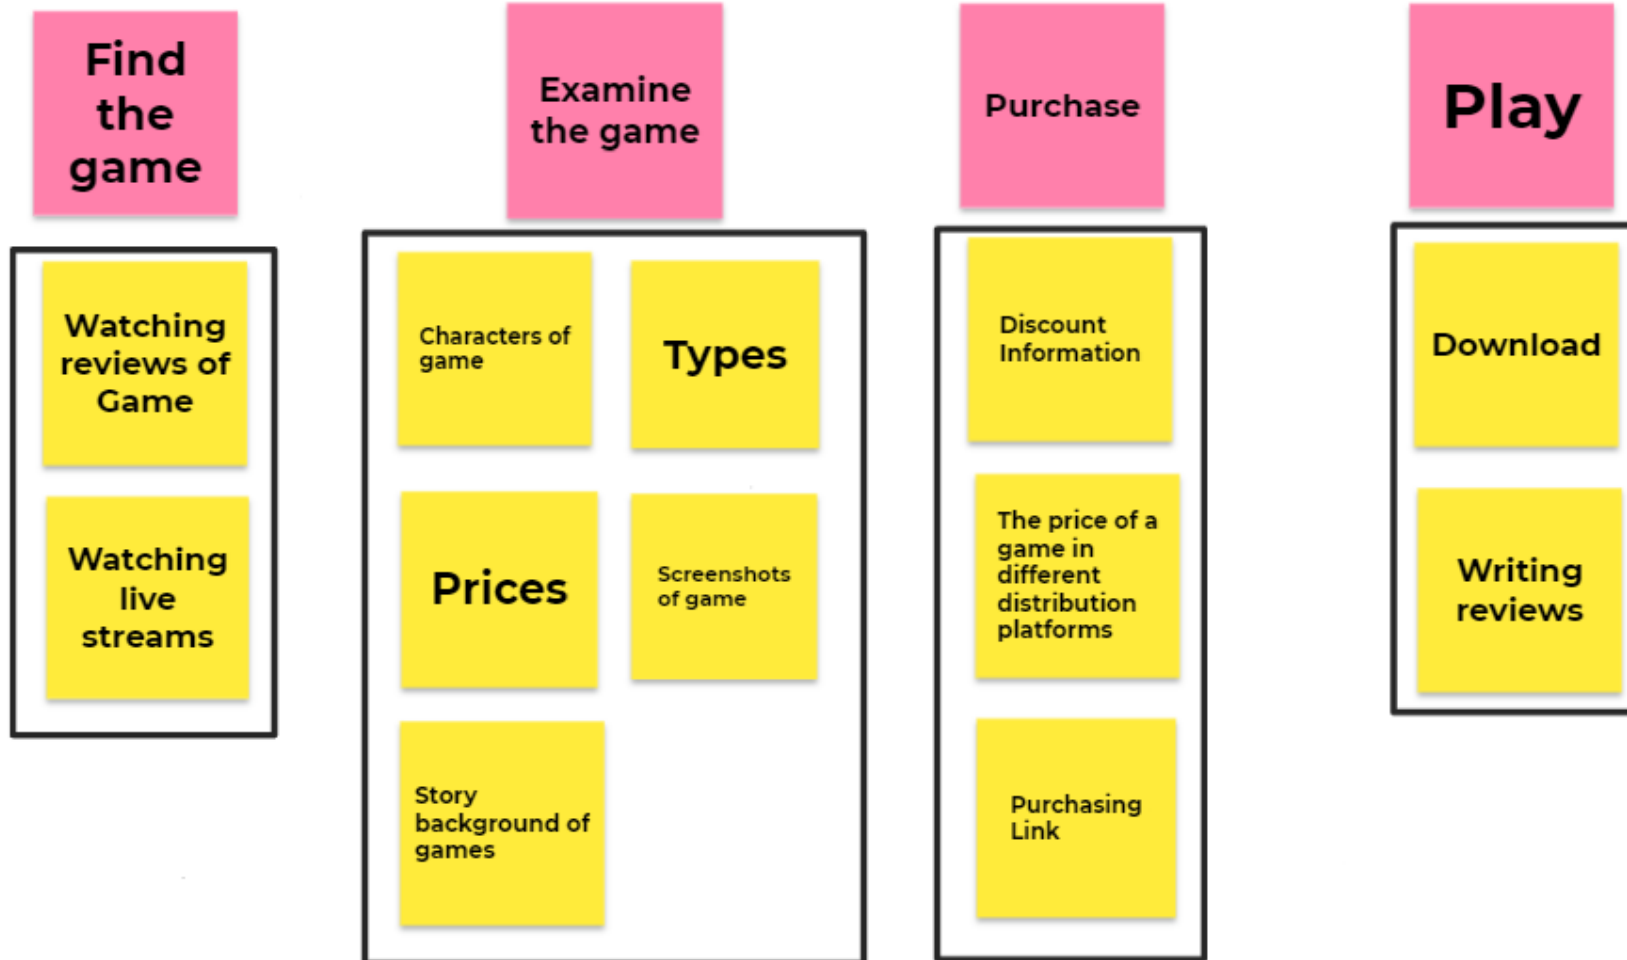 Find
the
game
Watching
reviews of
Game
Watching
live
streams
Examine
the game
Characters of
game
Types
Prices
Screenshots
of game
Story
background of
games
Purchase
Discount
Information
The price of a
game in
different
distribution
platforms
Purchasing
Link
Play
Download
Writing
reviews